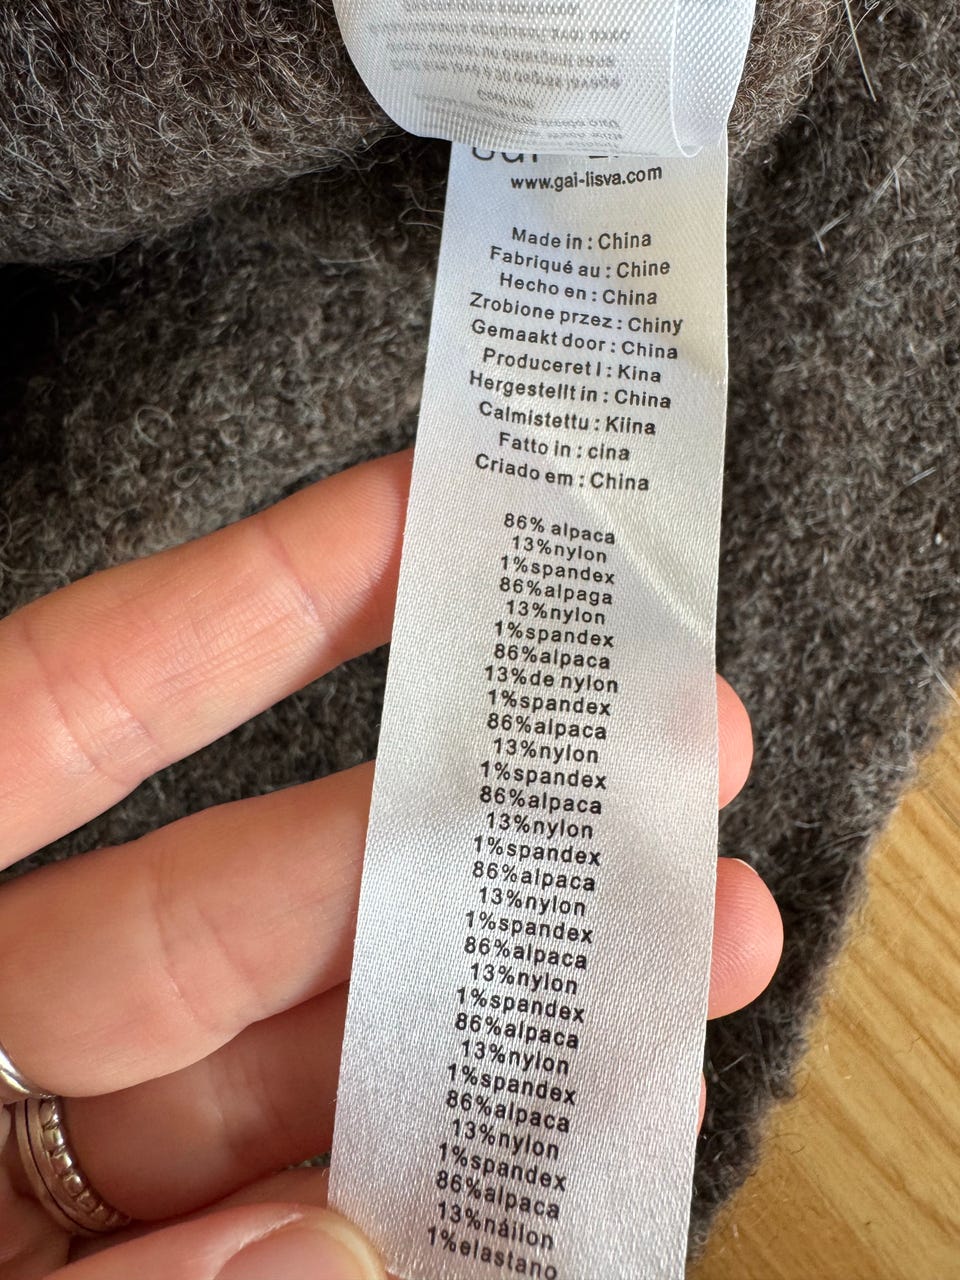 www.gai-lisva.com
Made in : China
Fabriqué au : Chine
Hecho en : China
Zrobione przez : Chiny
Gemaakt door : China
Produceret I : Kina
Hergestellt in : China
Calmistettu : Kiina
Fatto in : cina
Criado em : China
86% alpaca
13%nylon
1%spandex
86%alpaga
13%nylon
1%spandex
86%alpaca
13%de nylon
1%spandex
86%alpaca
13%nylon
1%spandex
86%alpaca
13%nylon
1%spandex
86%alpaca
13%nylon
1%spandex
86%alpaca
13%nylon
1%spandex
86%alpaca
13%nylon
1%spandex
86%alpaca
13%nylon
1%spandex
86%alpaca
13%náilon
1%elastano